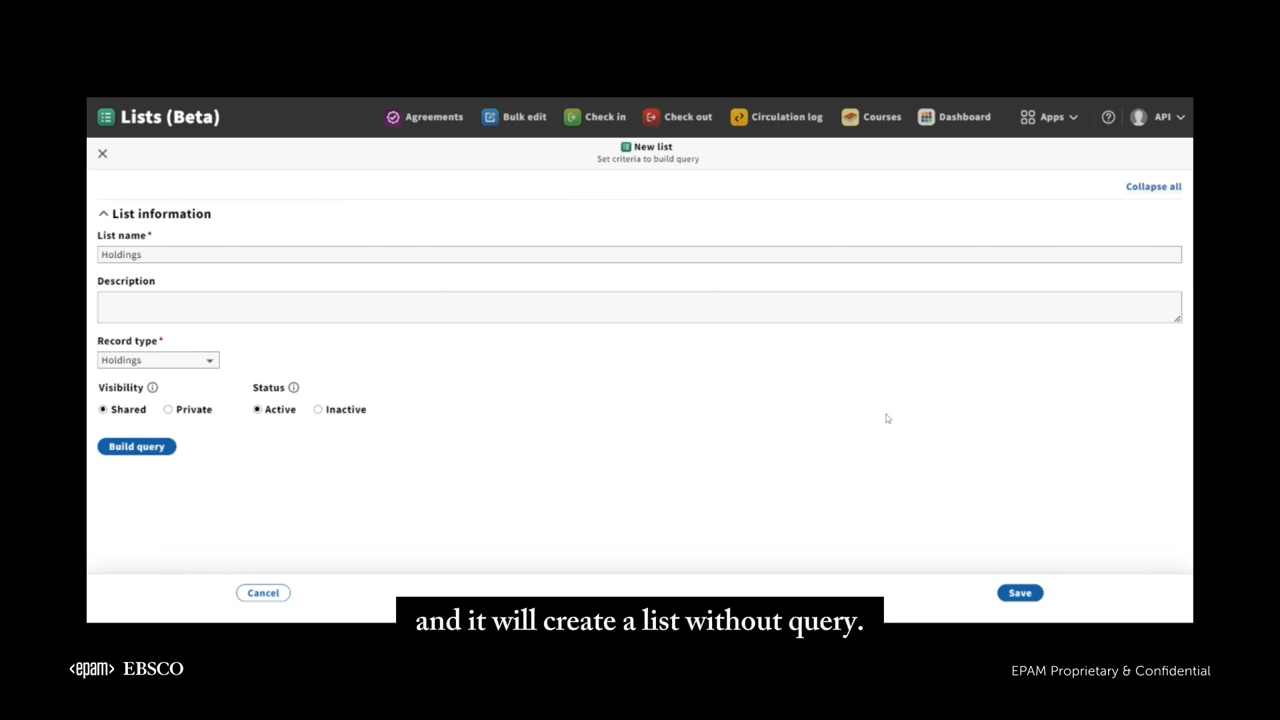 Lists (Beta)
Agreements
Bulk edit
Check in
Check out
Circulation log
Courses
Dashboard
Apps
API
New list
Set criteria to build query
Collapse all
List information
List name*
Holdings
Description
Record type*
Holdings
Visibility
Status
Shared
Private
Active
Inactive
Build query
Cancel
Save
and it will create a list without query.
<epam> EBSCO
EPAM Proprietary & Confidential